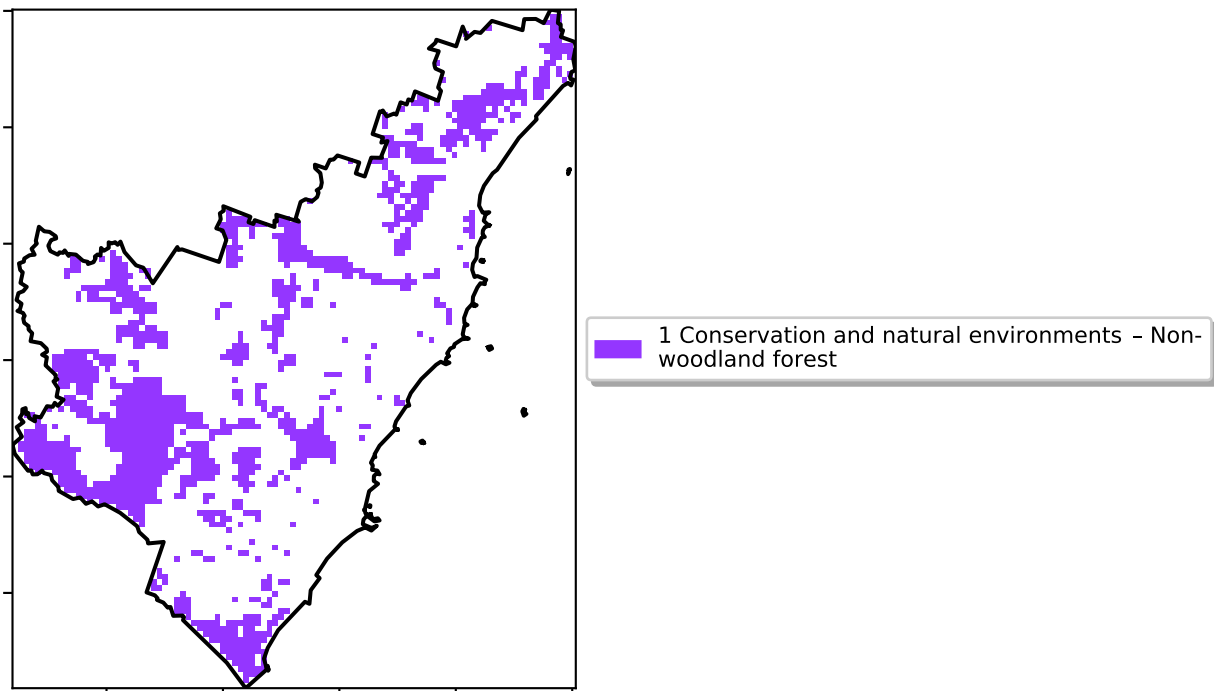 1 Conservation and natural environments – Non-
woodland forest